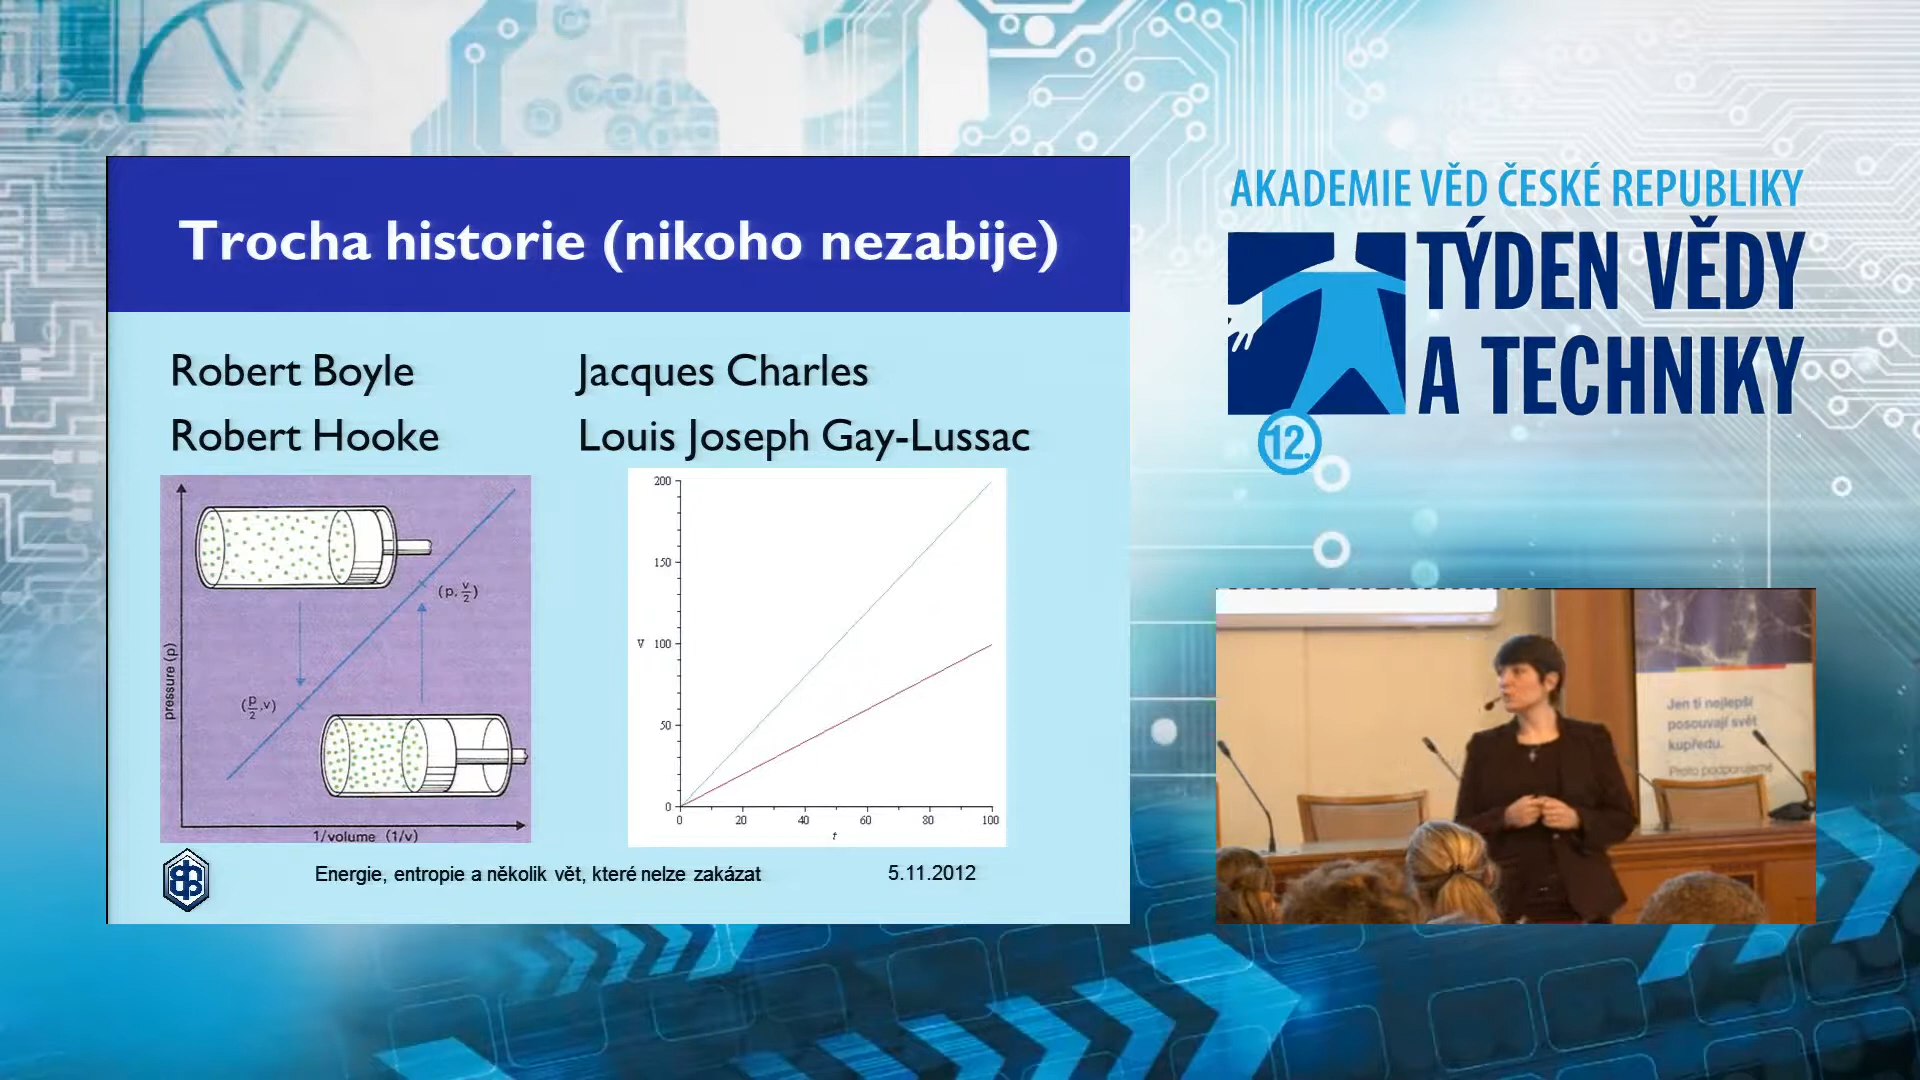 Trocha historie (nikoho nezabije)
Robert Boyle
Robert Hooke
Jacques Charles
Louis Joseph Gay-Lussac
pressure (p)
(p, v/2)
(p/2, v)
1/volume (1/v)
200
150
V 100
50
0
0 20 40 60 80 100
t
Energie, entropie a několik vět, které nelze zakázat
5.11.2012
AKADEMIE VĚD ČESKÉ REPUBLIKY
TÝDEN VĚDY
A TECHNIKY
12.
Jen ti nejlepší
posouvají svět
kupředu.
Proto podporujeme